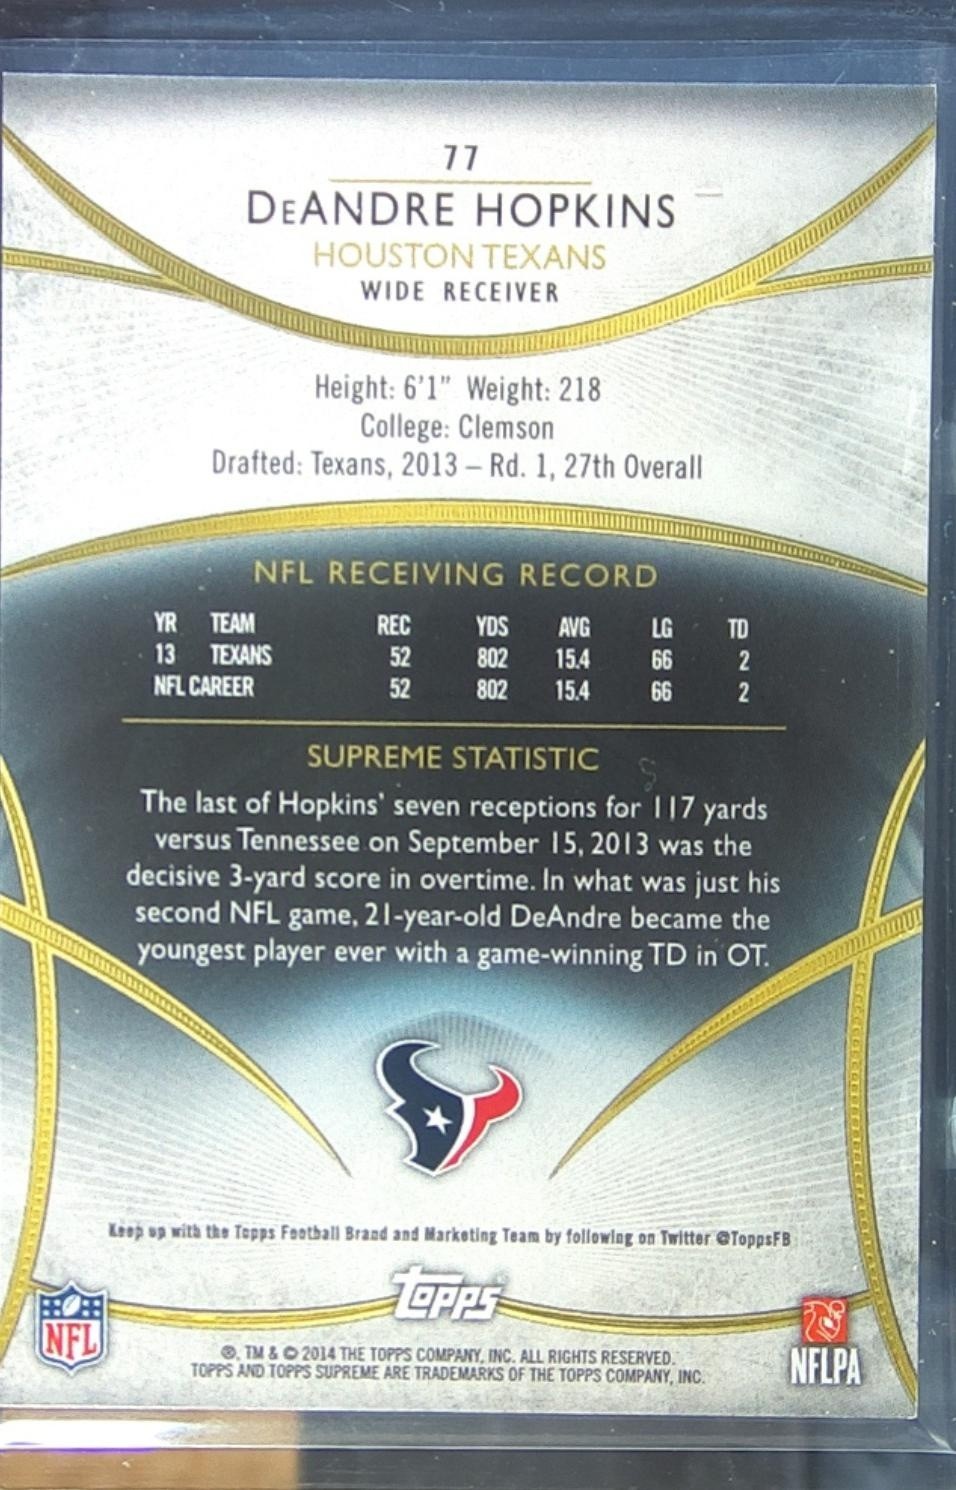 77
DeANDRE HOPKINS
HOUSTON TEXANS
WIDE RECEIVER
Height: 6'1" Weight: 218
College: Clemson
Drafted: Texans, 2013 – Rd. 1, 27th Overall
NFL RECEIVING RECORD
YR TEAM REC YDS AVG LG TD
13 TEXANS 52 802 15.4 66 2
NFL CAREER 52 802 15.4 66 2
SUPREME STATISTIC
The last of Hopkins' seven receptions for 117 yards
versus Tennessee on September 15, 2013 was the
decisive 3-yard score in overtime. In what was just his
second NFL game, 21-year-old DeAndre became the
youngest player ever with a game-winning TD in OT.
Keep up with the Topps Football Brand and Marketing Team by following on Twitter @ToppsFB
topps
NFL
NFLPA
®, TM & © 2014 THE TOPPS COMPANY, INC. ALL RIGHTS RESERVED.
TOPPS AND TOPPS SUPREME ARE TRADEMARKS OF THE TOPPS COMPANY, INC.